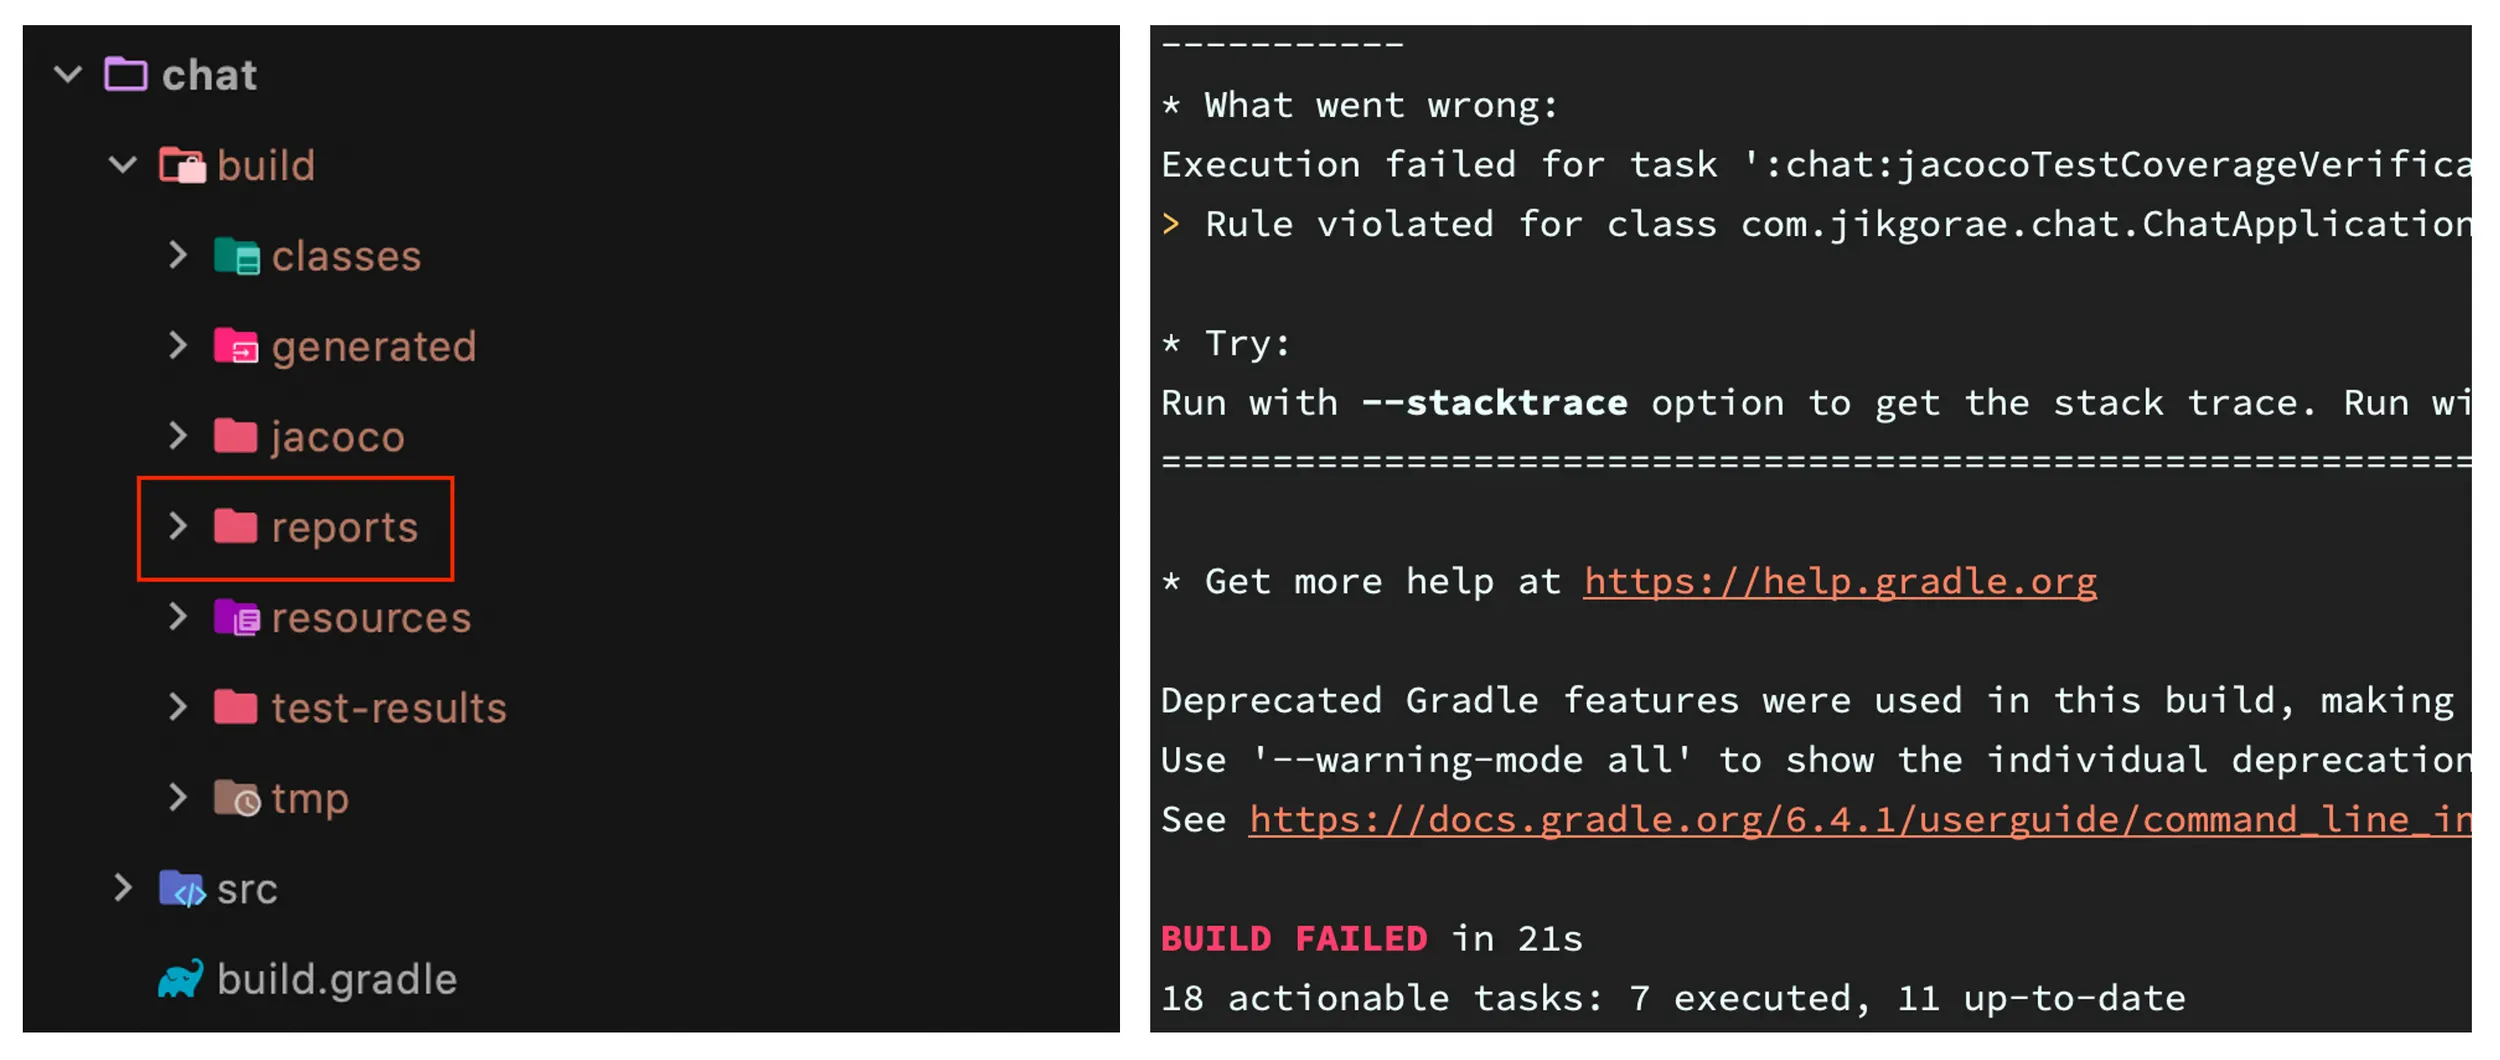 chat
build
classes
generated
jacoco
reports
resources
test-results
tmp
src
build.gradle
-----------
* What went wrong:
Execution failed for task ':chat:jacocoTestCoverageVerifica
> Rule violated for class com.jikgorae.chat.ChatApplication
* Try:
Run with --stacktrace option to get the stack trace. Run wi
===========================================================
* Get more help at https://help.gradle.org
Deprecated Gradle features were used in this build, making
Use '--warning-mode all' to show the individual deprecation
See https://docs.gradle.org/6.4.1/userguide/command_line_in
BUILD FAILED in 21s
18 actionable tasks: 7 executed, 11 up-to-date